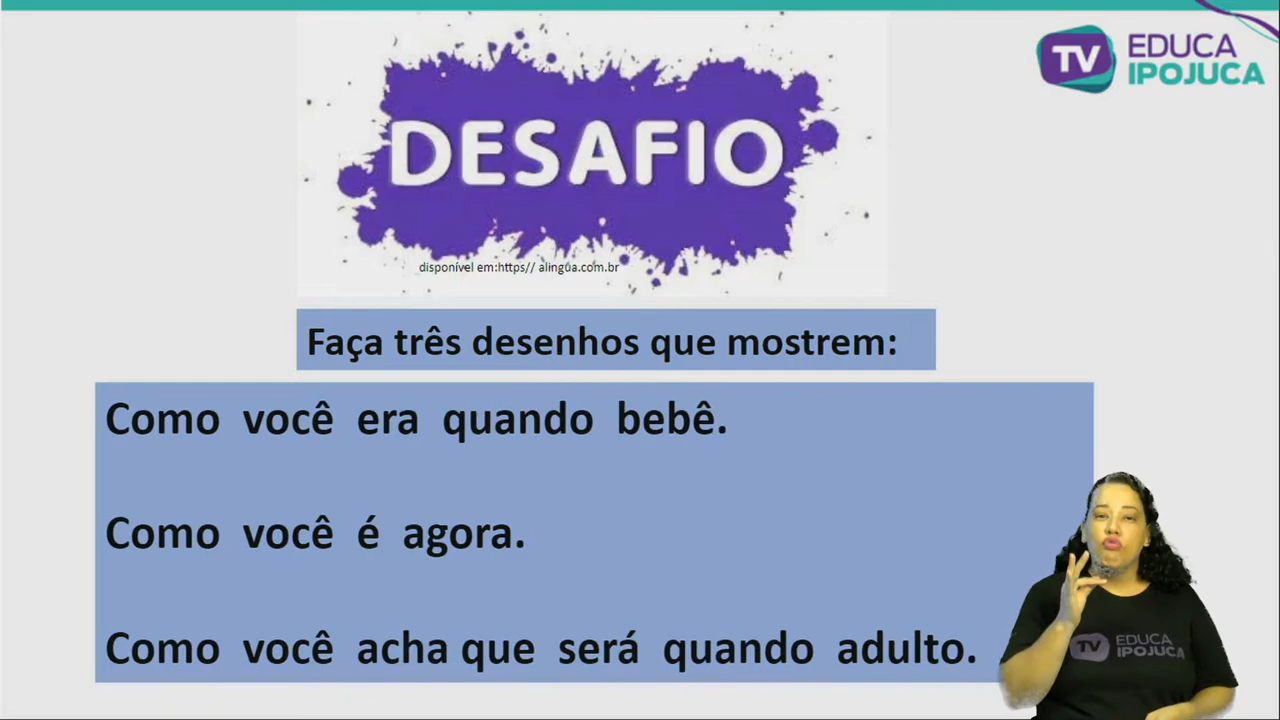 TV EDUCA
IPOJUCA
DESAFIO
disponível em:https// alingua.com.br
Faça três desenhos que mostrem:
Como você era quando bebê.
Como você é agora.
Como você acha que será quando adulto.
TV EDUCA
IPOJUCA